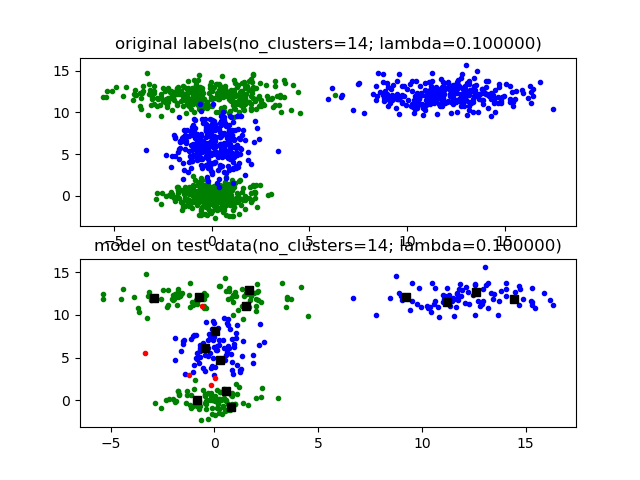 original labels(no_clusters=14; lambda=0.100000)
15
10
5
0
−5 0 5 10 15
model on test data(no_clusters=14; lambda=0.100000)
15
10
5
0
−5 0 5 10 15